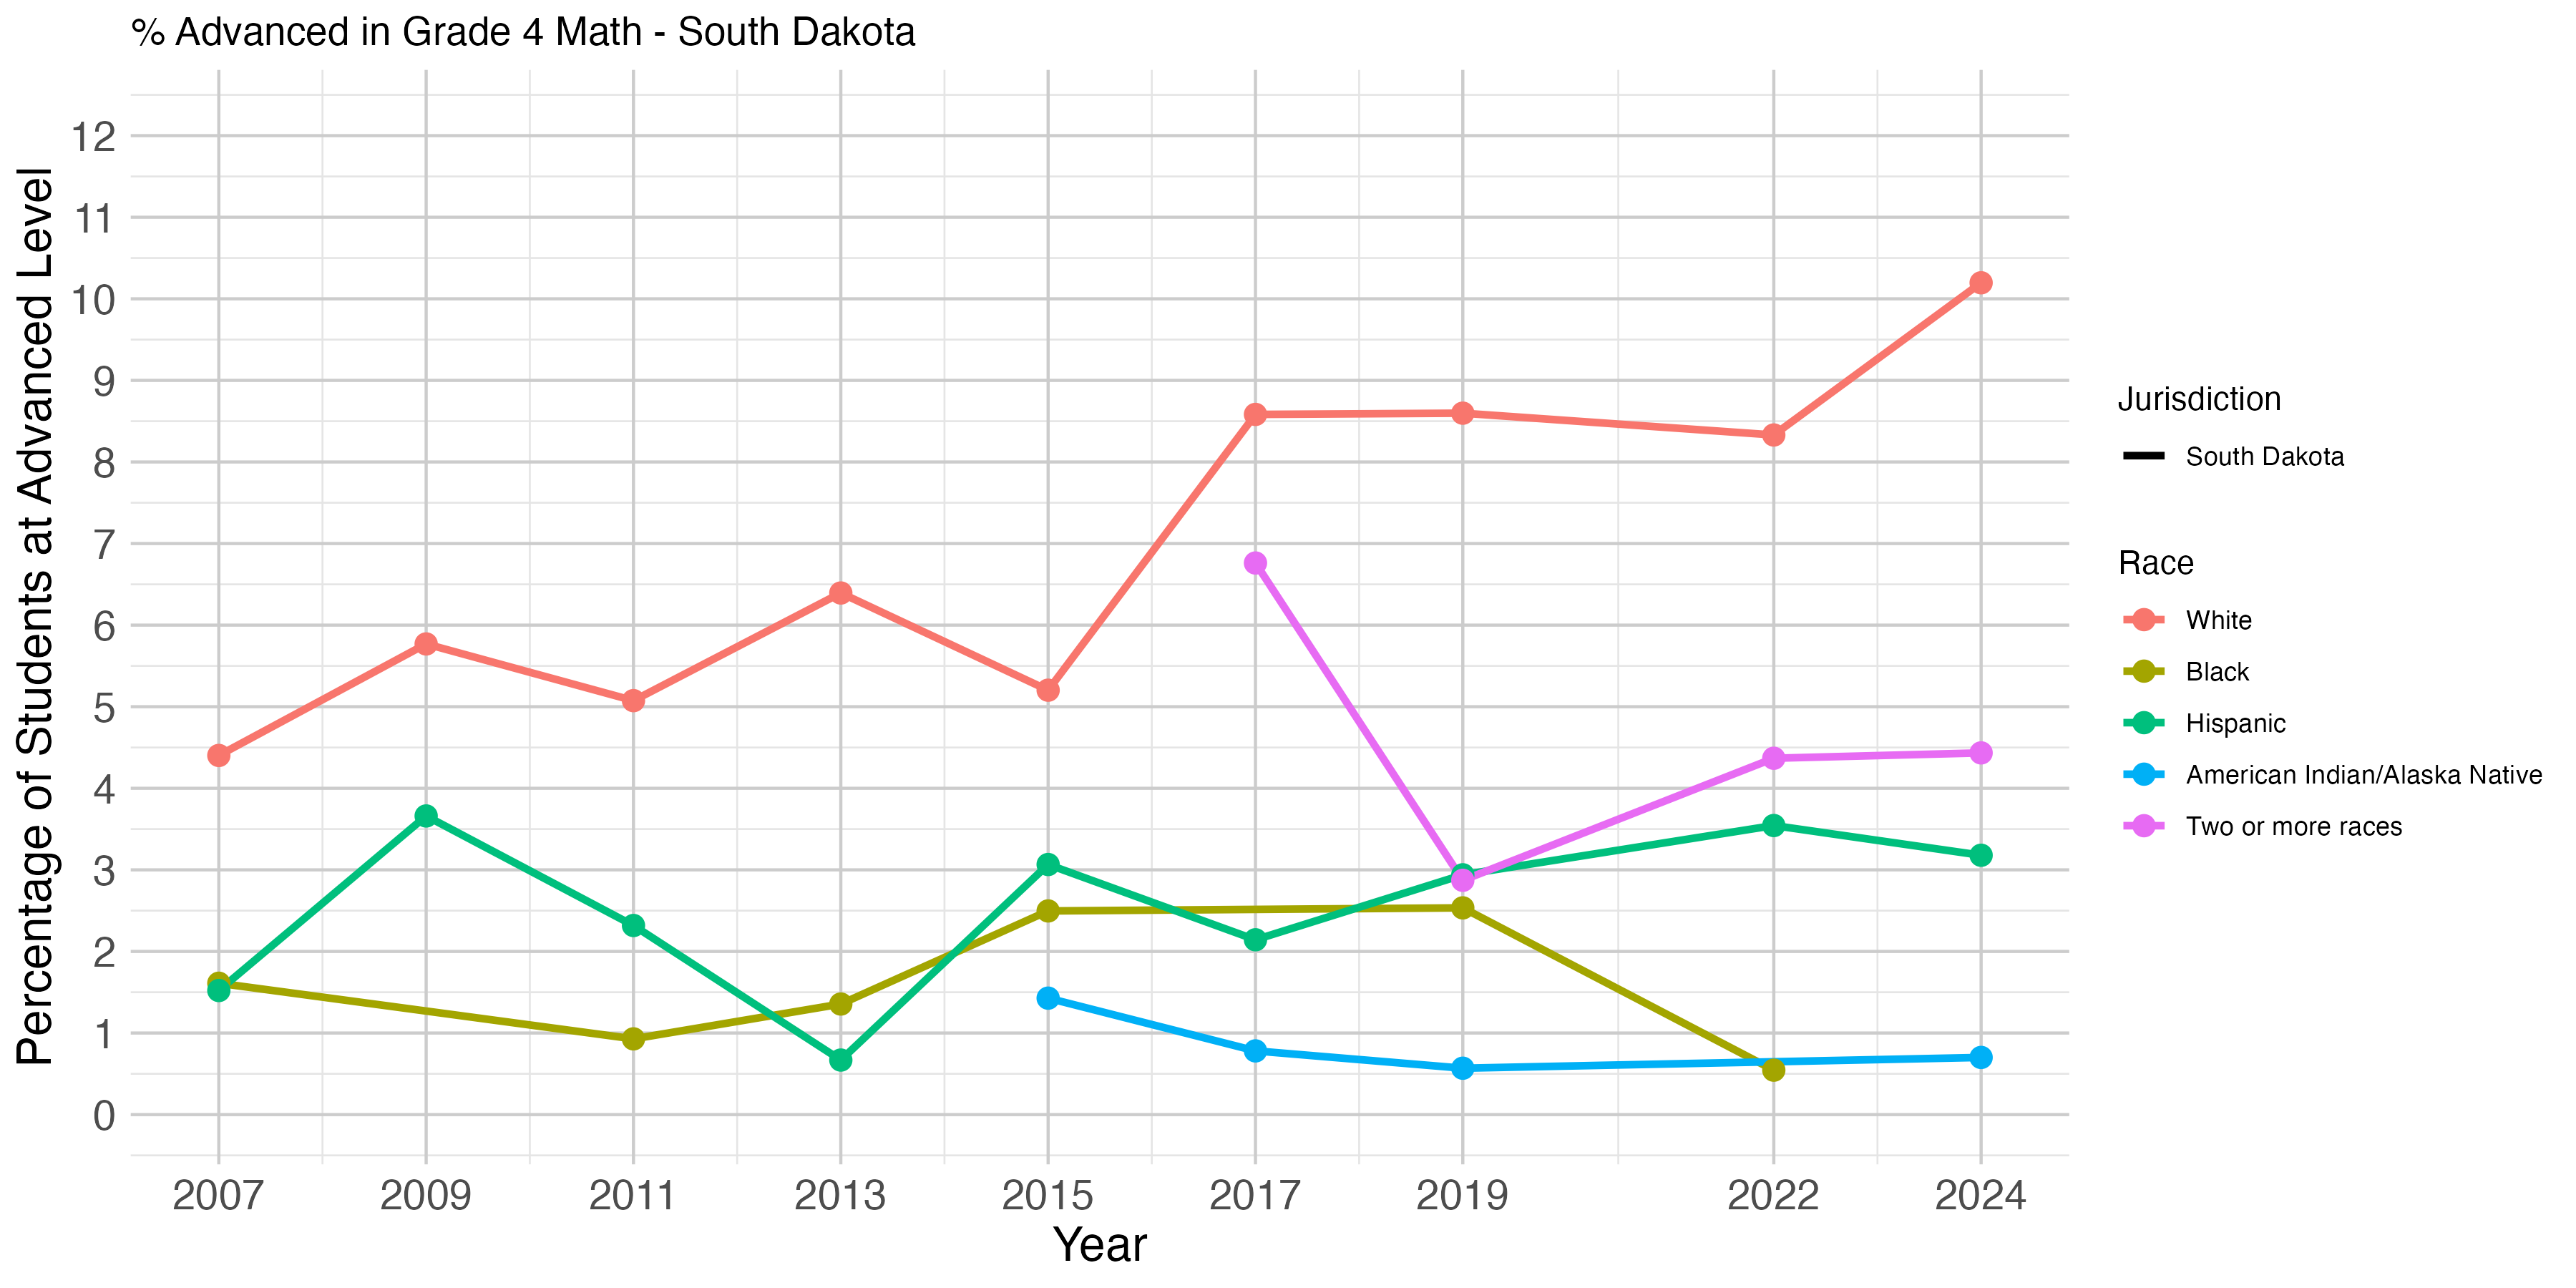 % Advanced in Grade 4 Math - South Dakota
Percentage of Students at Advanced Level
12
11
10
9
8
7
6
5
4
3
2
1
0
2007 2009 2011 2013 2015 2017 2019 2022 2024
Year
Jurisdiction
South Dakota
Race
White
Black
Hispanic
American Indian/Alaska Native
Two or more races